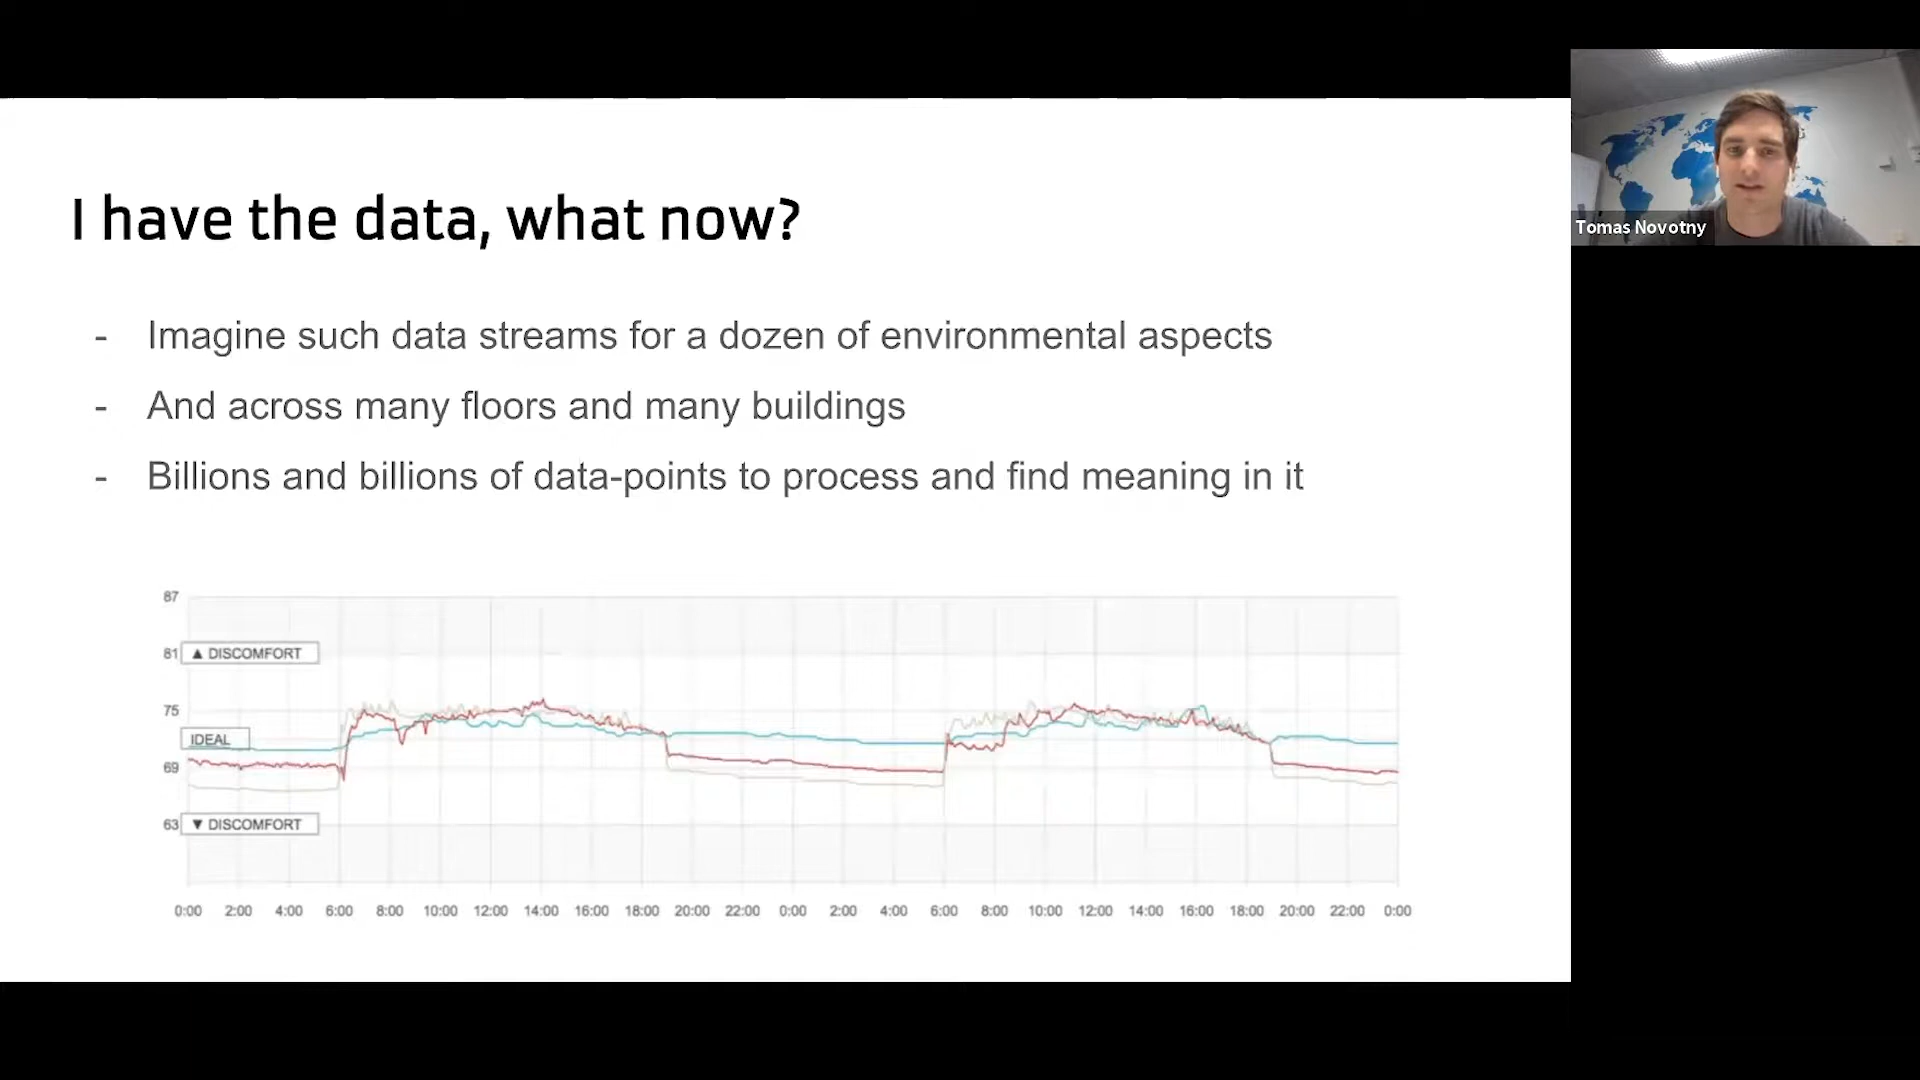 I have the data, what now?
- Imagine such data streams for a dozen of environmental aspects
- And across many floors and many buildings
- Billions and billions of data-points to process and find meaning in it
87
81 ▲ DISCOMFORT
75
IDEAL
69
63 ▼ DISCOMFORT
0:00 2:00 4:00 6:00 8:00 10:00 12:00 14:00 16:00 18:00 20:00 22:00 0:00 2:00 4:00 6:00 8:00 10:00 12:00 14:00 16:00 18:00 20:00 22:00 0:00
Tomas Novotny